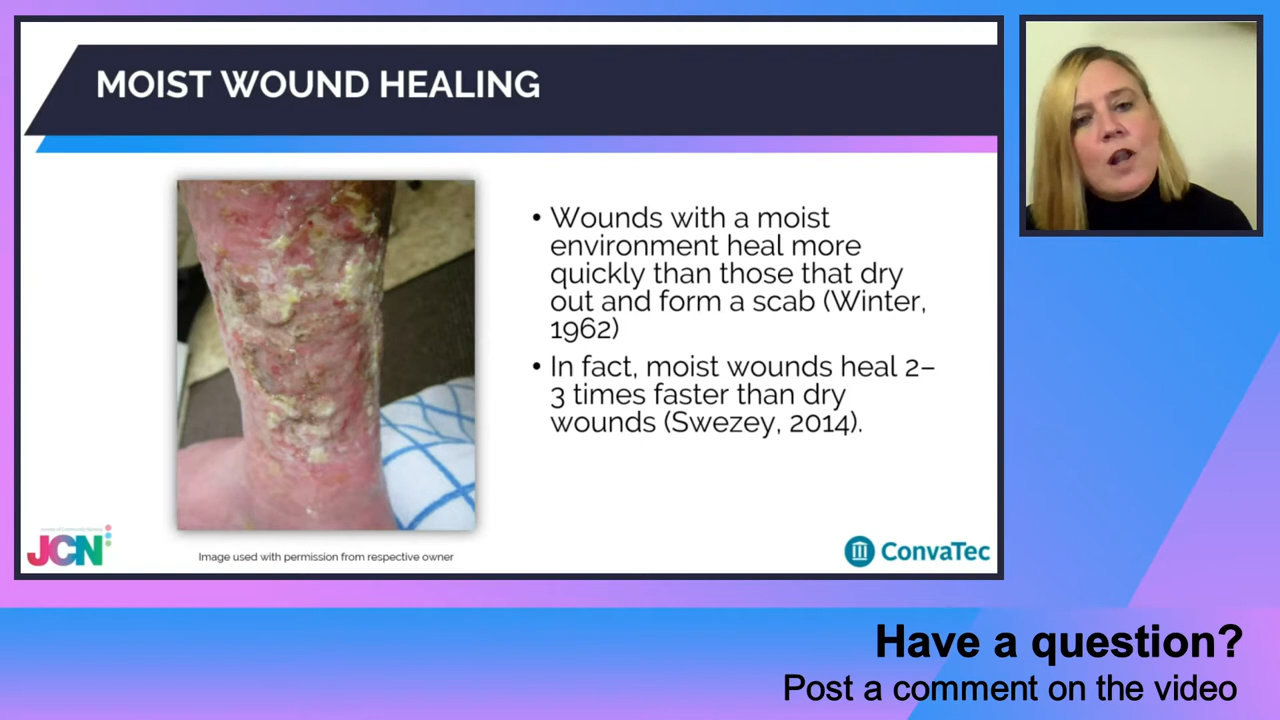 MOIST WOUND HEALING
• Wounds with a moist
environment heal more
quickly than those that dry
out and form a scab (Winter,
1962)
• In fact, moist wounds heal 2–
3 times faster than dry
wounds (Swezey, 2014).
JCN
Image used with permission from respective owner
ConvaTec
Have a question?
Post a comment on the video